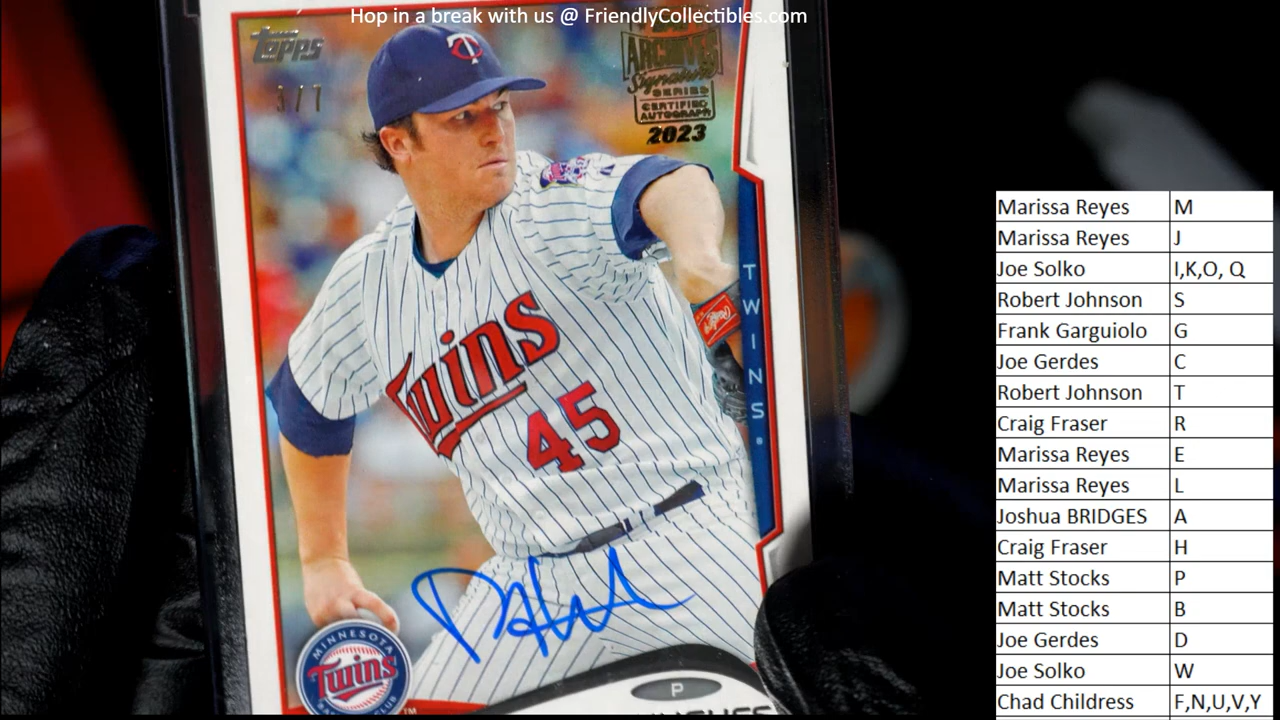 Hop in a break with us @ FriendlyCollectibles.com
Topps
3/7
ARCHIVES
Signature
SERIES
CERTIFIED
AUTOGRAPH
2023
TWINS
Twins
45
MINNESOTA
Twins
P
Marissa Reyes M
Marissa Reyes J
Joe Solko I,K,O, Q
Robert Johnson S
Frank Garguiolo G
Joe Gerdes C
Robert Johnson T
Craig Fraser R
Marissa Reyes E
Marissa Reyes L
Joshua BRIDGES A
Craig Fraser H
Matt Stocks P
Matt Stocks B
Joe Gerdes D
Joe Solko W
Chad Childress F,N,U,V,Y